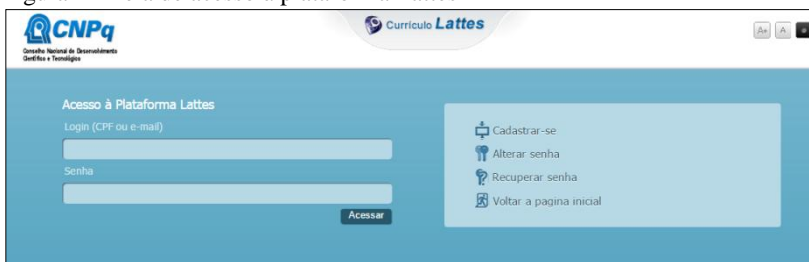 CNPq
Conselho Nacional de Desenvolvimento
Científico e Tecnológico
Currículo Lattes
A+ A
Acesso à Plataforma Lattes
Login (CPF ou e-mail)
Senha
Acessar
Cadastrar-se
Alterar senha
Recuperar senha
Voltar a pagina inicial